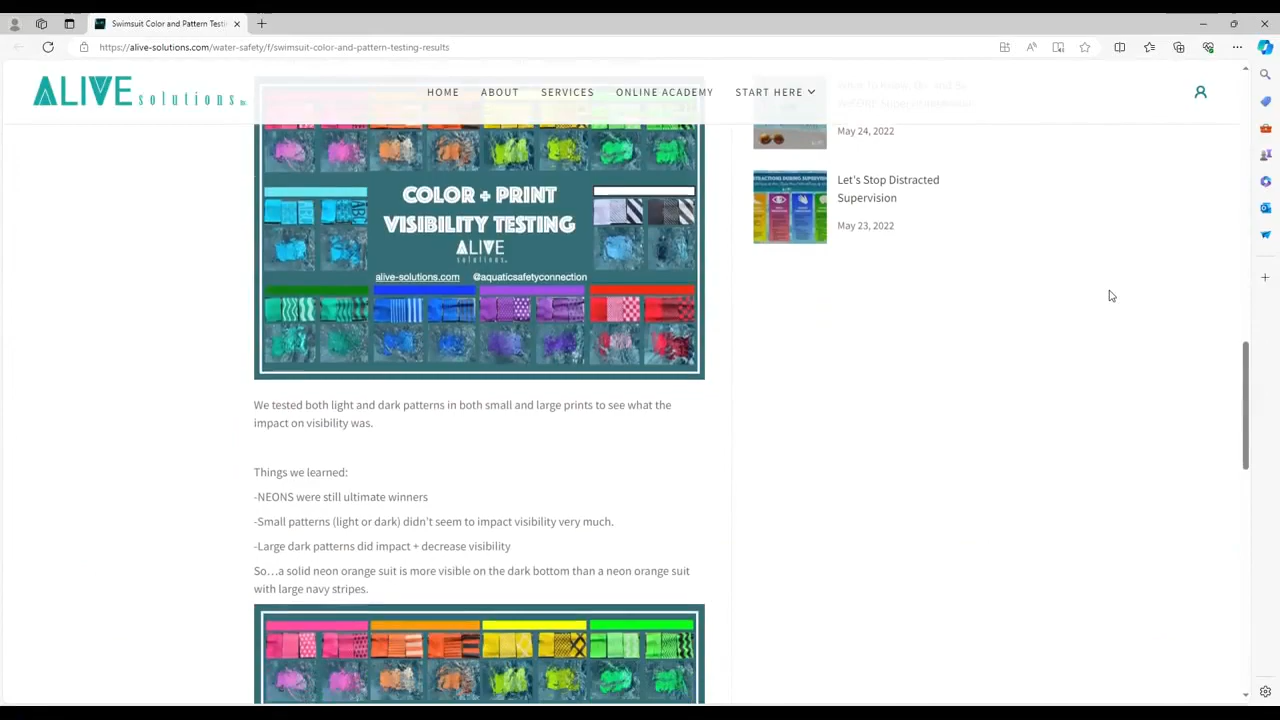 Swimsuit Color and Pattern Testi
https://alive-solutions.com/water-safety/f/swimsuit-color-and-pattern-testing-results
ALIVE solutions inc.
HOME ABOUT SERVICES ONLINE ACADEMY START HERE
May 24, 2022
Let's Stop Distracted
Supervision
May 23, 2022
COLOR + PRINT
VISIBILITY TESTING
ALIVE
solutions.
alive-solutions.com @aquaticsafetyconnection
We tested both light and dark patterns in both small and large prints to see what the
impact on visibility was.
Things we learned:
-NEONS were still ultimate winners
-Small patterns (light or dark) didn't seem to impact visibility very much.
-Large dark patterns did impact + decrease visibility
So…a solid neon orange suit is more visible on the dark bottom than a neon orange suit
with large navy stripes.